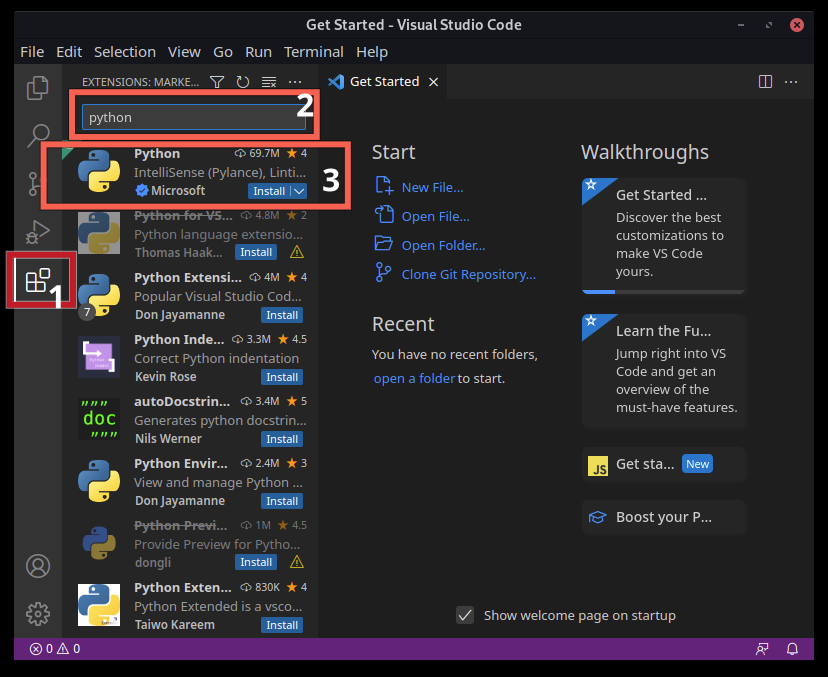 Get Started - Visual Studio Code
File Edit Selection View Go Run Terminal Help
EXTENSIONS: MARKE...
Get Started
python
2
Python 69.7M 4
IntelliSense (Pylance), Linti...
Microsoft Install
3
Python for VS... 4.8M 2
Python language extensio...
Thomas Haak... Install
1
Python Extensi... 4M 4
Popular Visual Studio Cod...
Don Jayamanne Install
7
Python Inde... 3.3M 4.5
Correct Python indentation
Kevin Rose Install
autoDocstrin... 3.4M 5
Generates python docstrin...
Nils Werner Install
"""
doc
"""
Python Envir... 2.4M 3
View and manage Python ...
Don Jayamanne Install
Python Previ... 1M 4.5
Provide Preview for Pytho...
dongli Install
Python Exten... 830K 4
Python Extended is a vsco...
Taiwo Kareem Install
Start
New File...
Open File...
Open Folder...
Clone Git Repository...
Recent
You have no recent folders,
open a folder to start.
Walkthroughs
Get Started ...
Discover the best
customizations to
make VS Code
yours.
Learn the Fu...
Jump right into VS
Code and get an
overview of the
must-have features.
JS Get sta... New
Boost your P...
Show welcome page on startup
0 0